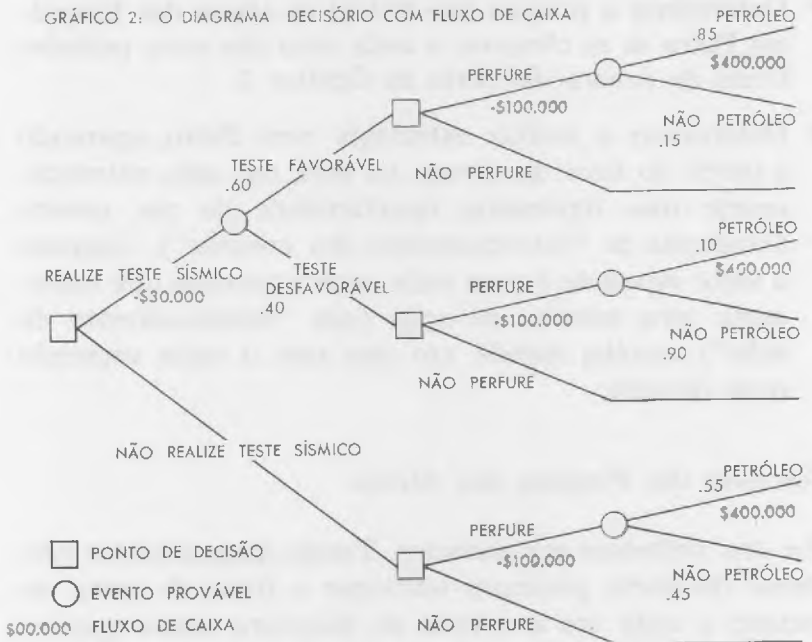 GRÁFICO 2: O DIAGRAMA DECISÓRIO COM FLUXO DE CAIXA
PETRÓLEO
.85
$400.000
PERFURE
-$100.000
NÃO PETRÓLEO
.15
NÃO PERFURE
TESTE FAVORÁVEL
.60
REALIZE TESTE SÍSMICO
-$30.000
TESTE
DESFAVORÁVEL
.40
PETRÓLEO
.10
$400.000
PERFURE
-$100.000
NÃO PETRÓLEO
.90
NÃO PERFURE
NÃO REALIZE TESTE SÍSMICO
PETRÓLEO
.55
$400.000
PERFURE
-$100.000
NÃO PETRÓLEO
.45
NÃO PERFURE
PONTO DE DECISÃO
EVENTO PROVÁVEL
$00.000 FLUXO DE CAIXA